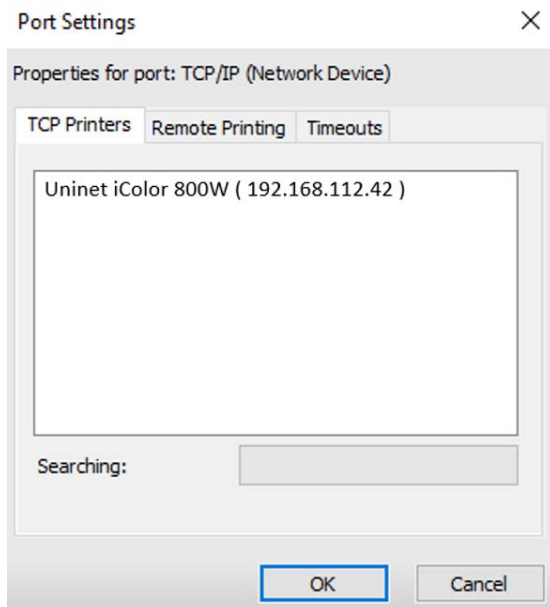 Port Settings
Properties for port: TCP/IP (Network Device)
TCP Printers Remote Printing Timeouts
Uninet iColor 800W ( 192.168.112.42 )
Searching:
OK Cancel